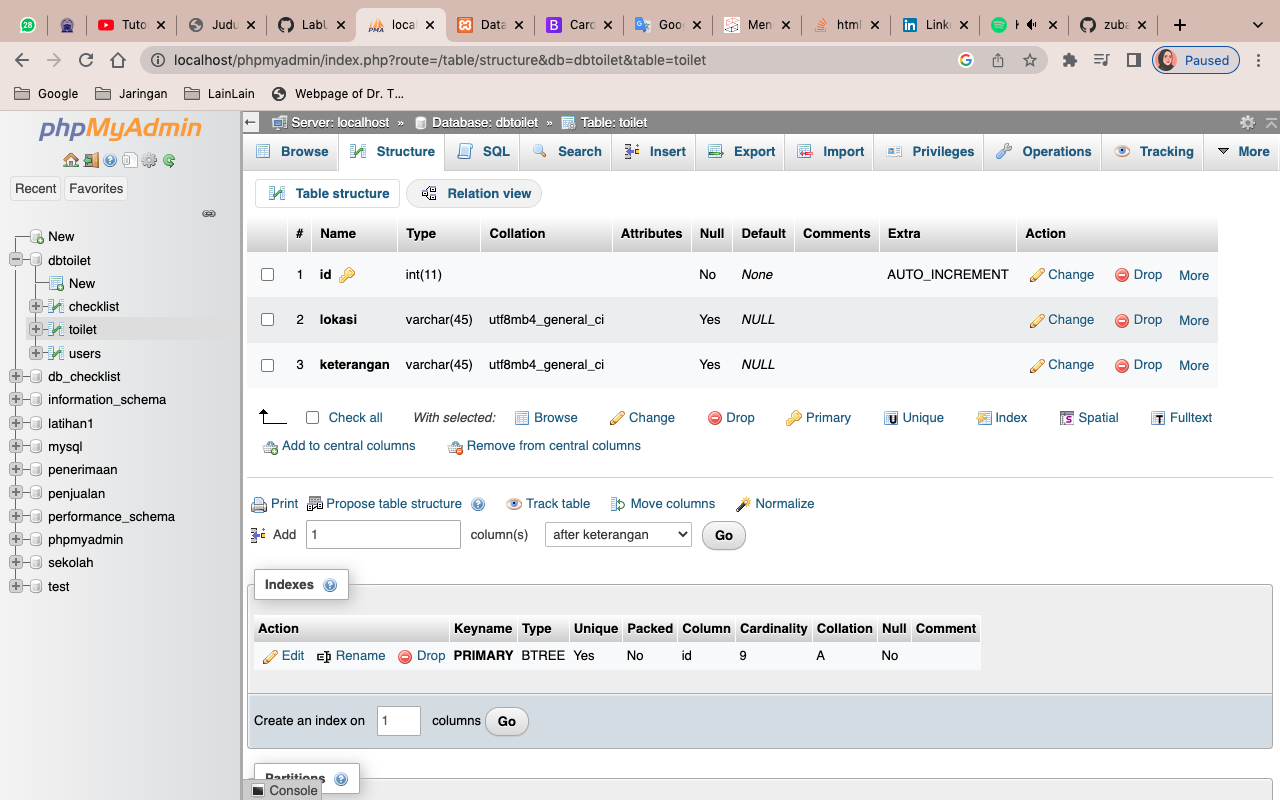 28 Tuto Judu LabU loca Data Card Goog Men html Linke K zuba
localhost/phpmyadmin/index.php?route=/table/structure&db=dbtoilet&table=toilet Paused
Google Jaringan LainLain Webpage of Dr. T...
phpMyAdmin
Recent Favorites
New
dbtoilet
New
checklist
toilet
users
db_checklist
information_schema
latihan1
mysql
penerimaan
penjualan
performance_schema
phpmyadmin
sekolah
test
Server: localhost » Database: dbtoilet » Table: toilet
Browse Structure SQL Search Insert Export Import Privileges Operations Tracking More
Table structure Relation view
# Name Type Collation Attributes Null Default Comments Extra Action
1 id int(11) No None AUTO_INCREMENT Change Drop More
2 lokasi varchar(45) utf8mb4_general_ci Yes NULL Change Drop More
3 keterangan varchar(45) utf8mb4_general_ci Yes NULL Change Drop More
Check all With selected: Browse Change Drop Primary Unique Index Spatial Fulltext
Add to central columns Remove from central columns
Print Propose table structure Track table Move columns Normalize
Add 1 column(s) after keterangan Go
Indexes
Action Keyname Type Unique Packed Column Cardinality Collation Null Comment
Edit Rename Drop PRIMARY BTREE Yes No id 9 A No
Create an index on 1 columns Go
Partitions
Console